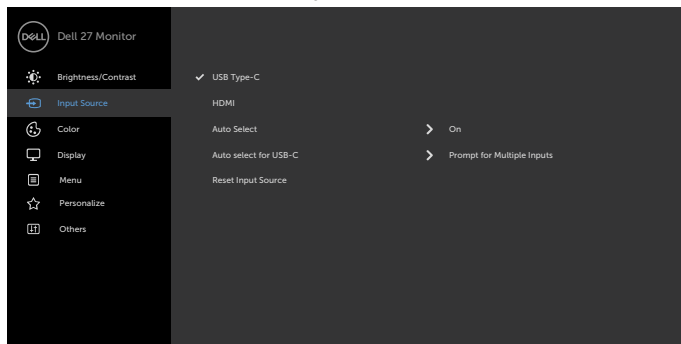 DELL Dell 27 Monitor
Brightness/Contrast
Input Source
Color
Display
Menu
Personalize
Others
USB Type-C
HDMI
Auto Select On
Auto select for USB-C Prompt for Multiple Inputs
Reset Input Source